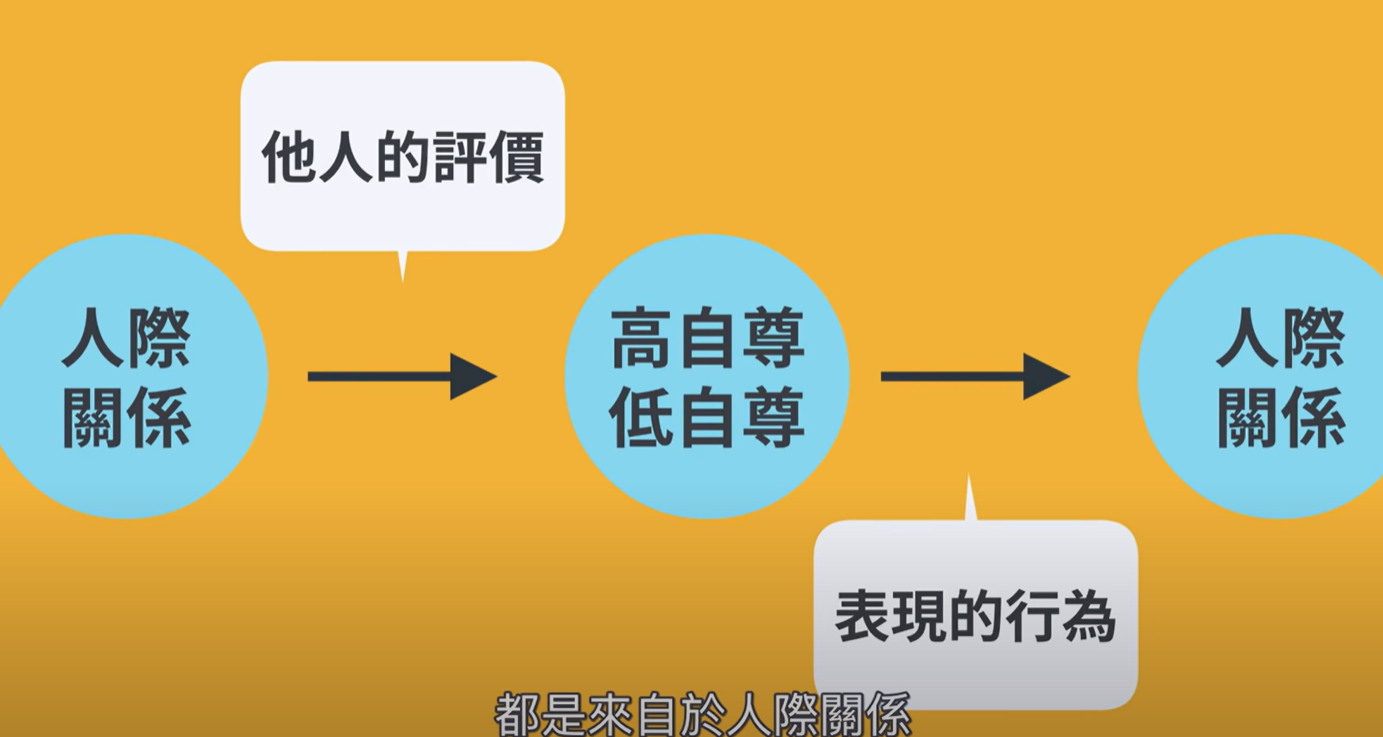 他人的評價
人際
關係
高自尊
低自尊
人際
關係
表現的行為
都是來自於人際關係